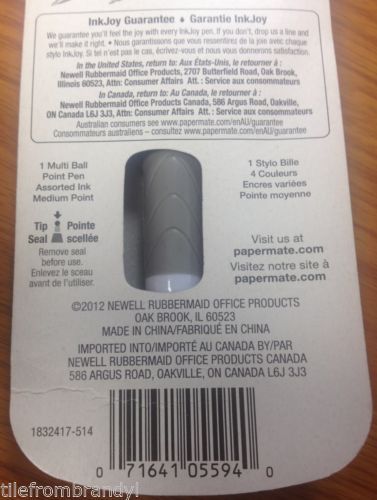 InkJoy Guarantee ♦ Garantie InkJoy
We guarantee you'll feel the joy with every InkJoy pen. If you don't, drop us a line and
we'll make it right. • Nous garantissons que vous ressentirez de la joie avec chaque
stylo InkJoy. Si tel n'est pas le cas, écrivez-nous et nous vous donnerons satisfaction.
In the United States, return to: Aux États-Unis, le retourner à :
Newell Rubbermaid Office Products, 2707 Butterfield Road, Oak Brook,
Illinois 60523, Attn: Consumer Affairs Att. : Service aux consommateurs
In Canada, return to: Au Canada, le retourner à :
Newell Rubbermaid Office Products Canada, 586 Argus Road, Oakville,
ON Canada L6J 3J3, Attn: Consumer Affairs Att. : Service aux consommateurs
Australian consumers see www.papermate.com/enAU/guarantee
Consommateurs australiens – consultez www.papermate.com/enAU/guarantee
1 Multi Ball
Point Pen
Assorted Ink
Medium Point
Tip Pointe
Seal scellée
Remove seal
before use.
Enlevez le sceau
avant de l'utiliser.
1 Stylo Bille
4 Couleurs
Encres variées
Pointe moyenne
Visit us at
papermate.com
Visitez notre site à
papermate.com
©2012 NEWELL RUBBERMAID OFFICE PRODUCTS
OAK BROOK, IL 60523
MADE IN CHINA/FABRIQUÉ EN CHINA
IMPORTED INTO/IMPORTÉ AU CANADA BY/PAR
NEWELL RUBBERMAID OFFICE PRODUCTS CANADA
586 ARGUS ROAD, OAKVILLE, ON CANADA L6J 3J3
1832417-514
0 71641 05594 0
tilefrombrandyl